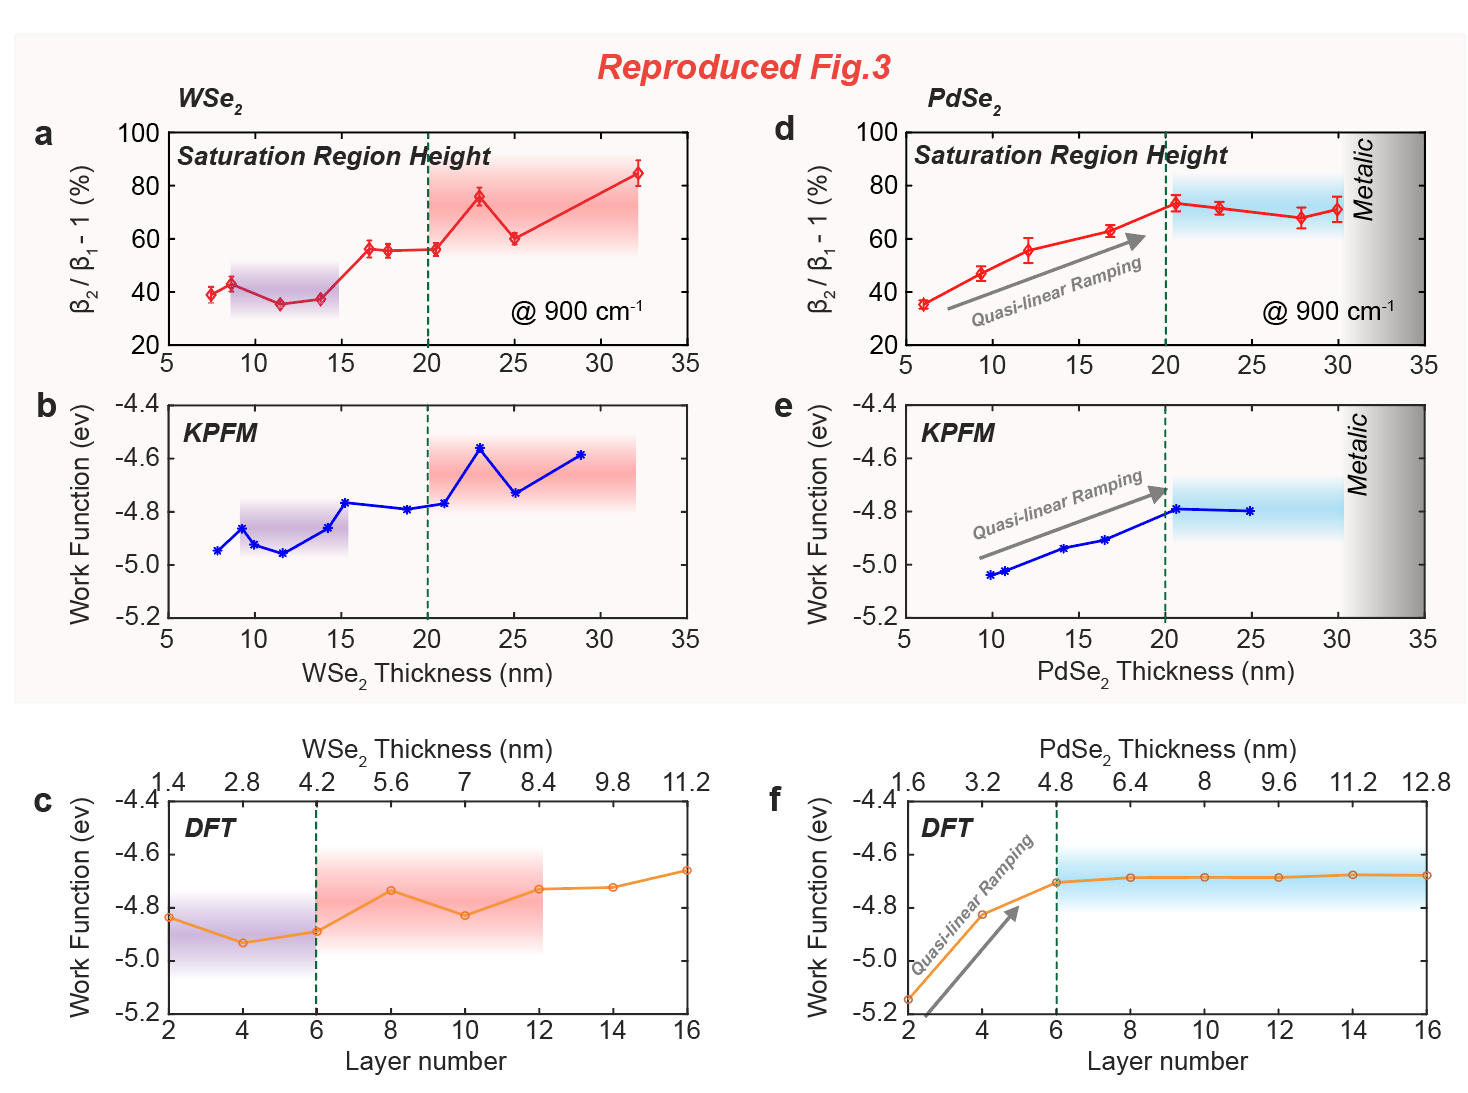 Reproduced Fig.3
WSe2
a
Saturation Region Height
@ 900 cm-1
β2 / β1 - 1 (%)
100
80
60
40
20
5 10 15 20 25 30 35
b
KPFM
Work Function (ev)
-4.4
-4.6
-4.8
-5.0
-5.2
5 10 15 20 25 30 35
WSe2 Thickness (nm)
WSe2 Thickness (nm)
1.4 2.8 4.2 5.6 7 8.4 9.8 11.2
c
DFT
Work Function (ev)
-4.4
-4.6
-4.8
-5.0
-5.2
2 4 6 8 10 12 14 16
Layer number
PdSe2
d
Saturation Region Height
Metalic
Quasi-linear Ramping
@ 900 cm-1
β2 / β1 - 1 (%)
100
80
60
40
20
5 10 15 20 25 30 35
e
KPFM
Metalic
Quasi-linear Ramping
Work Function (ev)
-4.4
-4.6
-4.8
-5.0
-5.2
5 10 15 20 25 30 35
PdSe2 Thickness (nm)
PdSe2 Thickness (nm)
1.6 3.2 4.8 6.4 8 9.6 11.2 12.8
f
DFT
Quasi-linear Ramping
Work Function (ev)
-4.4
-4.6
-4.8
-5.0
-5.2
2 4 6 8 10 12 14 16
Layer number